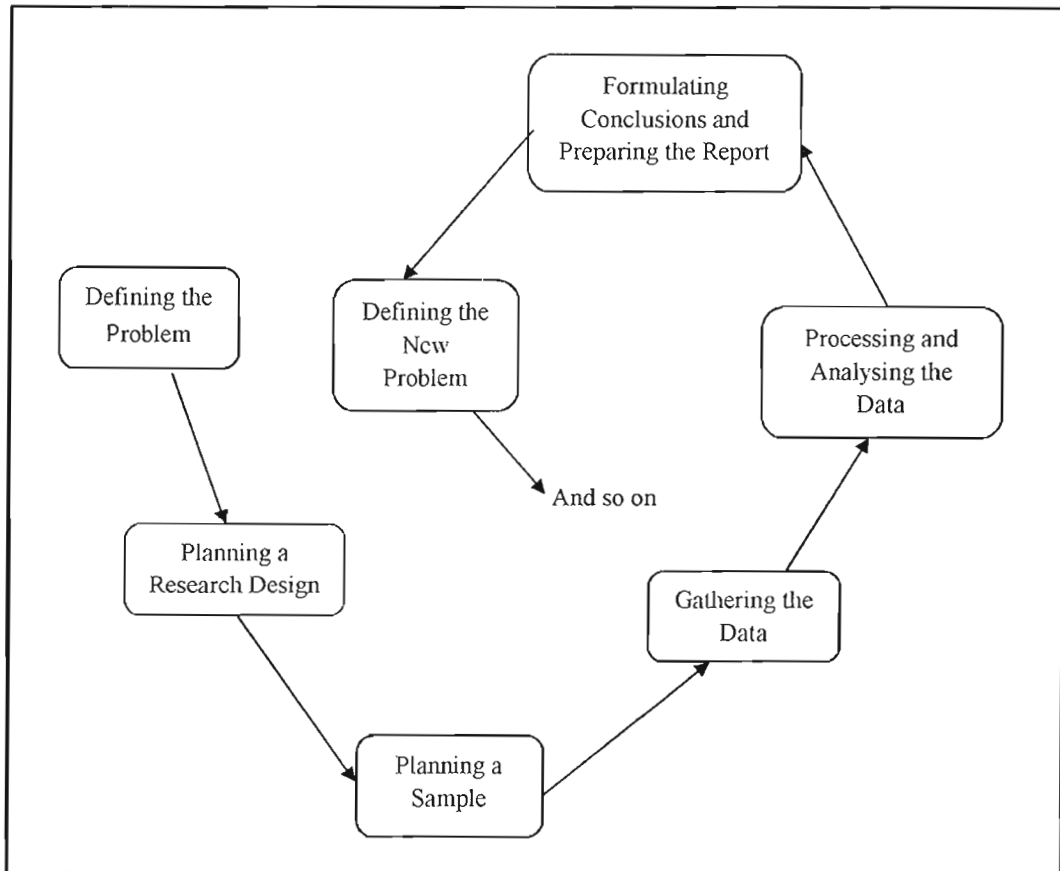 Formulating
Conclusions and
Preparing the Report
Defining the
Problem
Defining the
New
Problem
Processing and
Analysing the
Data
And so on
Planning a
Research Design
Gathering the
Data
Planning a
Sample